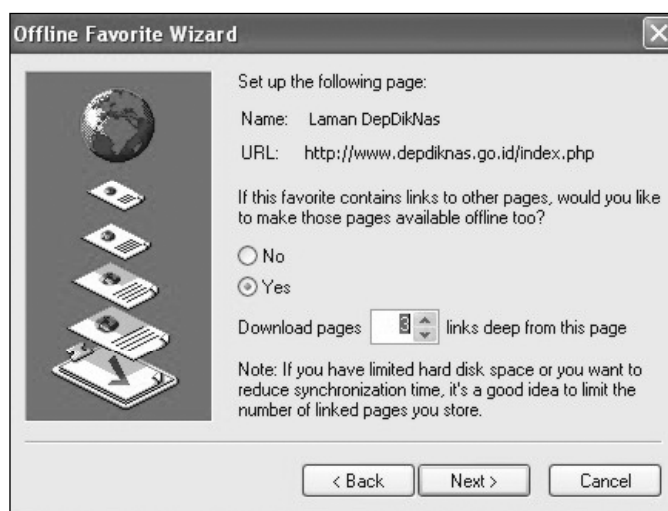 Offline Favorite Wizard
Set up the following page:
Name: Laman DepDikNas
URL: http://www.depdiknas.go.id/index.php
If this favorite contains links to other pages, would you like
to make those pages available offline too?
No
Yes
Download pages 3 links deep from this page
Note: If you have limited hard disk space or you want to
reduce synchronization time, it's a good idea to limit the
number of linked pages you store.
< Back Next > Cancel